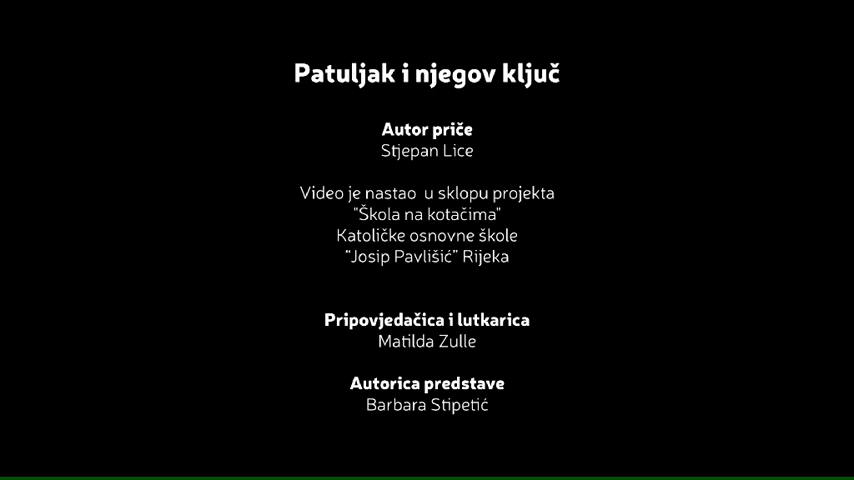 Patuljak i njegov ključ
Autor priče
Stjepan Lice
Video je nastao  u sklopu projekta
"Škola na kotačima"
Katoličke osnovne škole
“Josip Pavlišić” Rijeka
Pripovjedačica i lutkarica
Matilda Zulle
Autorica predstave
Barbara Stipetić